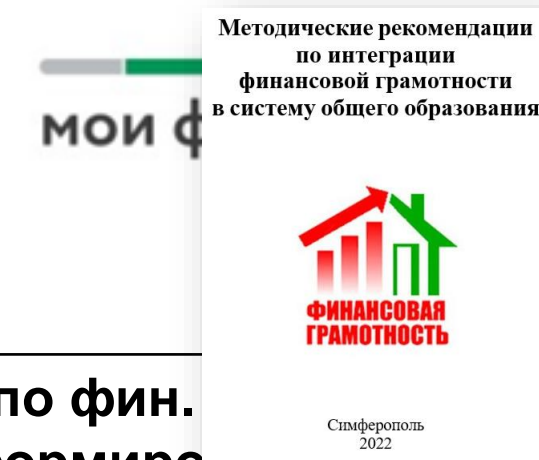 Методические рекомендации
по интеграции
финансовой грамотности
в систему общего образования
мои ф
ФИНАНСОВАЯ
ГРАМОТНОСТЬ
по фин.
Симферополь
2022